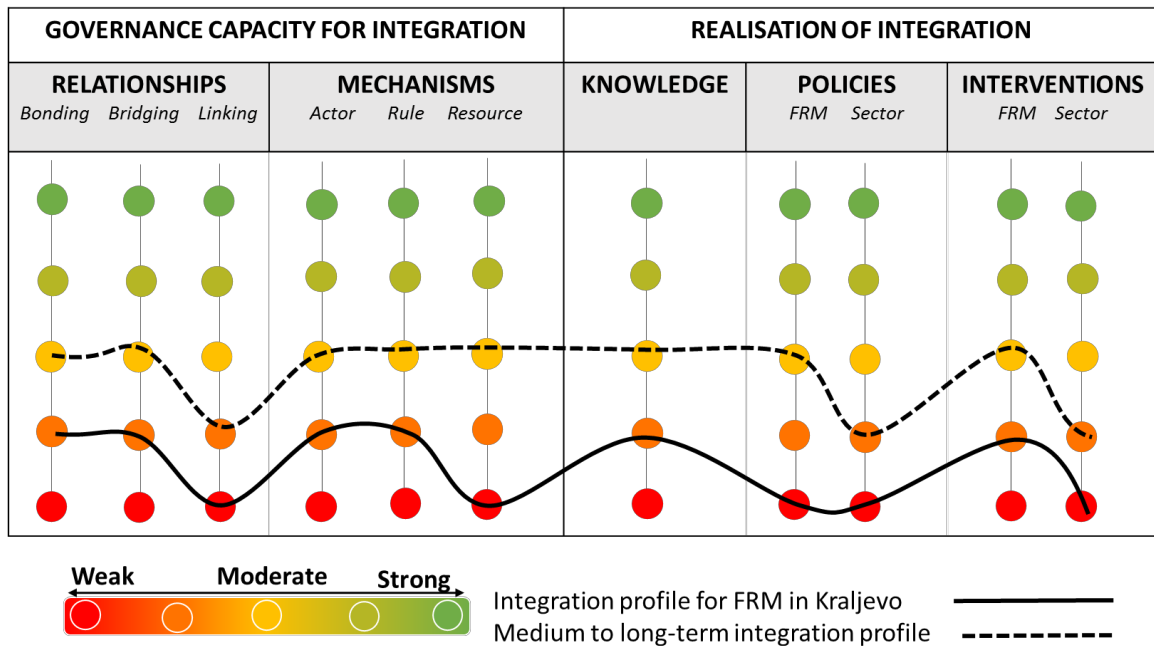 GOVERNANCE CAPACITY FOR INTEGRATION
REALISATION OF INTEGRATION
RELATIONSHIPS
MECHANISMS
KNOWLEDGE
POLICIES
INTERVENTIONS
Bonding Bridging Linking
Actor Rule Resource
FRM Sector
FRM Sector
Weak Moderate Strong
Integration profile for FRM in Kraljevo
Medium to long-term integration profile